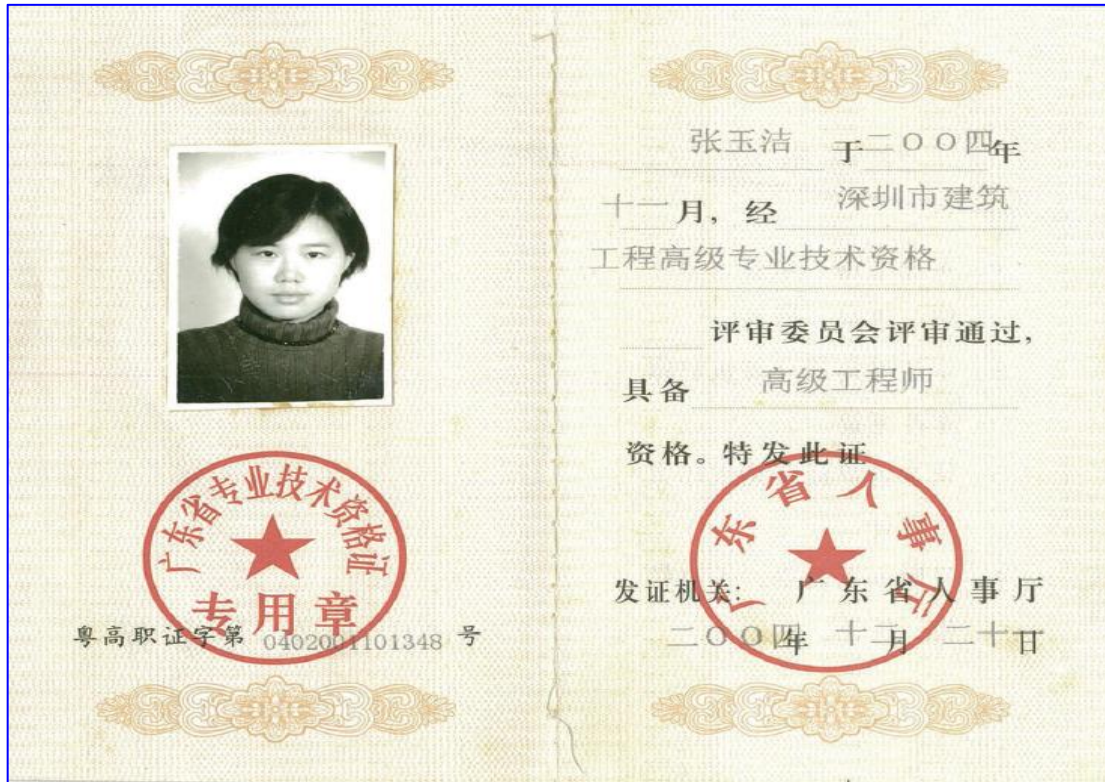 广东省专业技术资格证
专用章
粤高职证字第 0402001101348 号
张玉洁 于二〇〇四年
十一月，经 深圳市建筑
工程高级专业技术资格
评审委员会评审通过，
具备 高级工程师
资格。特发此证
广东省人事厅
发证机关： 广东省人事厅
二〇〇四年 十二月 二十一日